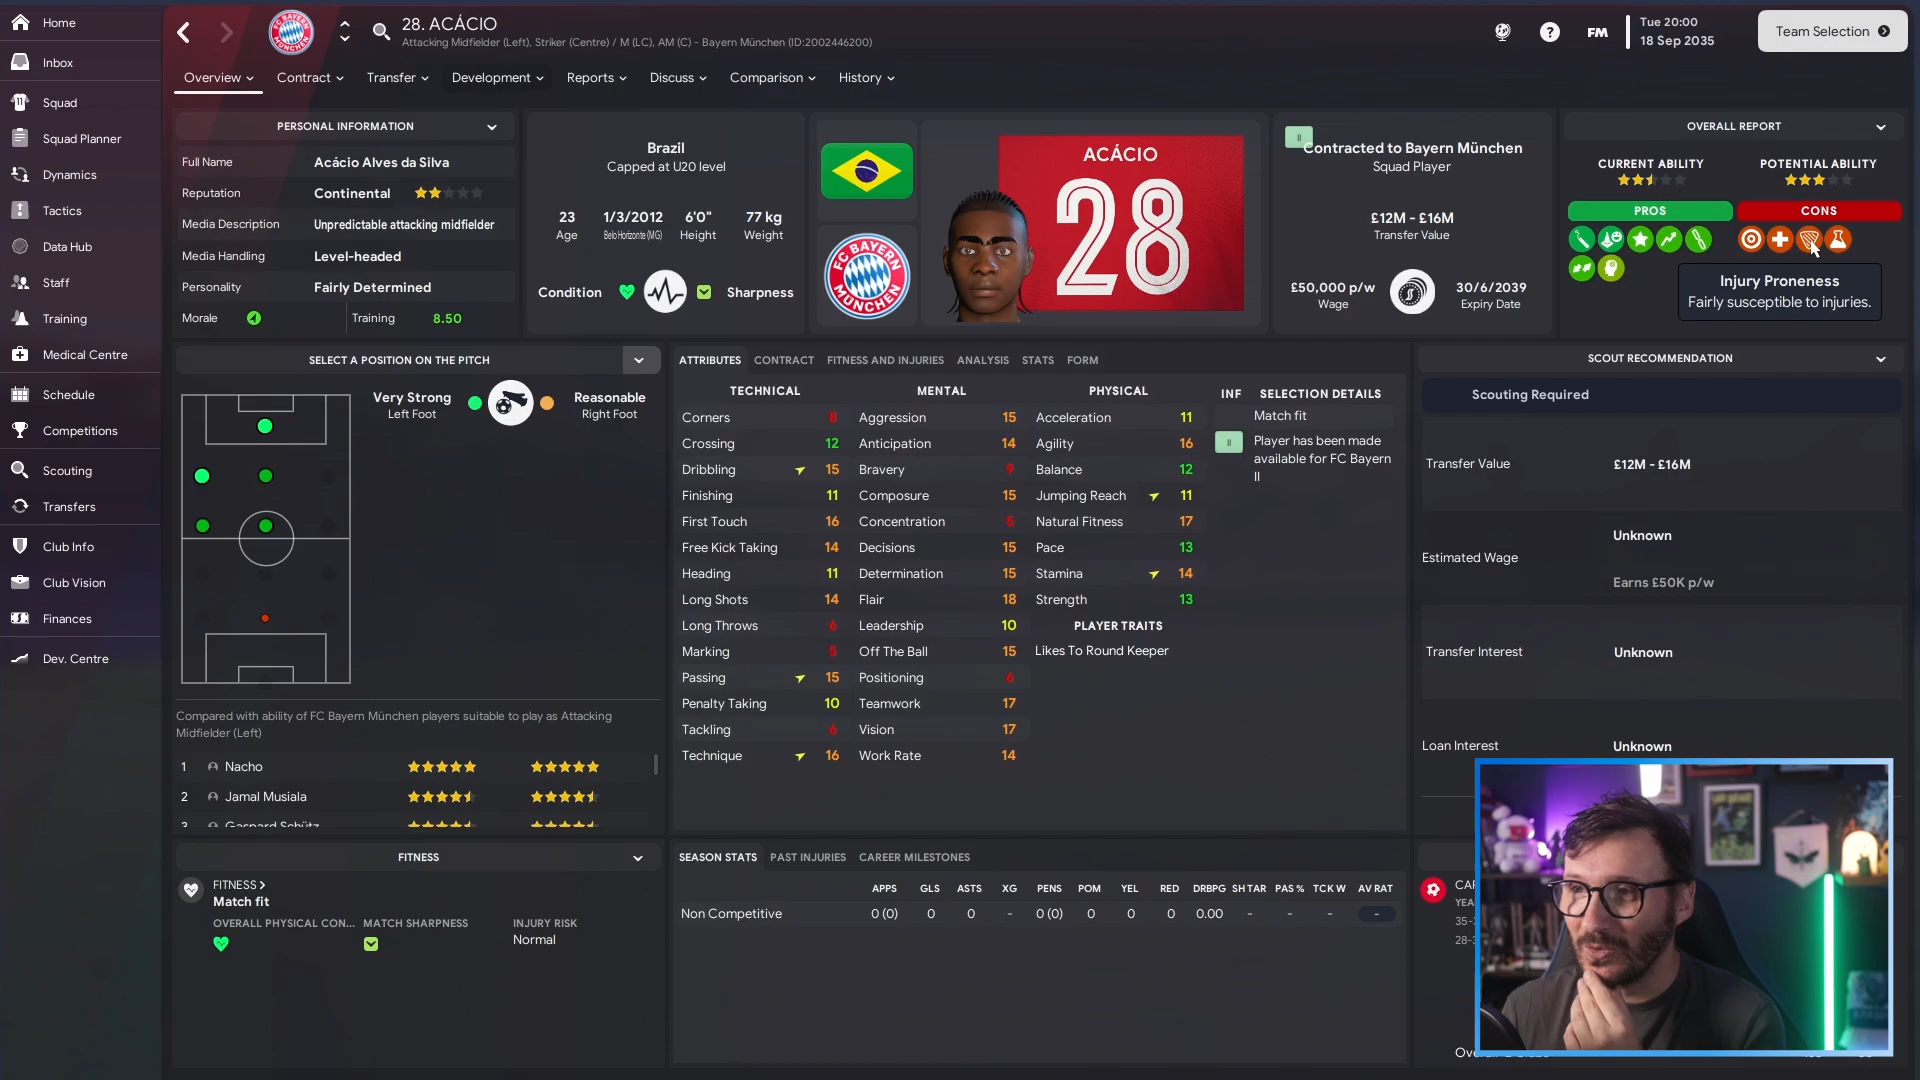 Home
Inbox
Squad
Squad Planner
Dynamics
Tactics
Data Hub
Staff
Training
Medical Centre
Schedule
Competitions
Scouting
Transfers
Club Info
Club Vision
Finances
Dev. Centre
28. ACÁCIO
Attacking Midfielder (Left), Striker (Centre) / M (LC), AM (C) - Bayern München (ID:2002446200)
FM
Tue 20:00
18 Sep 2035
Team Selection
Overview
Contract
Transfer
Development
Reports
Discuss
Comparison
History
PERSONAL INFORMATION
Full Name Acácio Alves da Silva
Reputation Continental
Media Description Unpredictable attacking midfielder
Media Handling Level-headed
Personality Fairly Determined
Morale Training 8.50
Brazil
Capped at U20 level
23 1/3/2012 6'0" 77 kg
Age Belo Horizonte (MG) Height Weight
Condition Sharpness
FC BAYERN MÜNCHEN
ACÁCIO
28
II
Contracted to Bayern München
Squad Player
£12M - £16M
Transfer Value
£50,000 p/w 30/6/2039
Wage Expiry Date
OVERALL REPORT
CURRENT ABILITY POTENTIAL ABILITY
PROS CONS
Injury Proneness
Fairly susceptible to injuries.
SELECT A POSITION ON THE PITCH
Very Strong Reasonable
Left Foot Right Foot
Compared with ability of FC Bayern München players suitable to play as Attacking
Midfielder (Left)
1 Nacho
2 Jamal Musiala
3 Gaspard Schütz
ATTRIBUTES CONTRACT FITNESS AND INJURIES ANALYSIS STATS FORM
TECHNICAL MENTAL PHYSICAL
Corners 8 Aggression 15 Acceleration 11
Crossing 12 Anticipation 14 Agility 16
Dribbling 15 Bravery 9 Balance 12
Finishing 11 Composure 15 Jumping Reach 11
First Touch 16 Concentration 5 Natural Fitness 17
Free Kick Taking 14 Decisions 15 Pace 13
Heading 11 Determination 15 Stamina 14
Long Shots 14 Flair 18 Strength 13
Long Throws 6 Leadership 10 PLAYER TRAITS
Marking 5 Off The Ball 15 Likes To Round Keeper
Passing 15 Positioning 6
Penalty Taking 10 Teamwork 17
Tackling 6 Vision 17
Technique 16 Work Rate 14
INF SELECTION DETAILS
Match fit
II Player has been made
available for FC Bayern
II
SCOUT RECOMMENDATION
Scouting Required
Transfer Value £12M - £16M
Estimated Wage Unknown
Earns £50K p/w
Transfer Interest Unknown
Loan Interest Unknown
FITNESS
FITNESS
Match fit
OVERALL PHYSICAL CON... MATCH SHARPNESS INJURY RISK
Normal
SEASON STATS PAST INJURIES CAREER MILESTONES
APPS GLS ASTS XG PENS POM YEL RED DRBPG SH TAR PAS % TCK W AV RAT
Non Competitive 0 (0) 0 0 - 0 (0) 0 0 0 0.00 - - - -